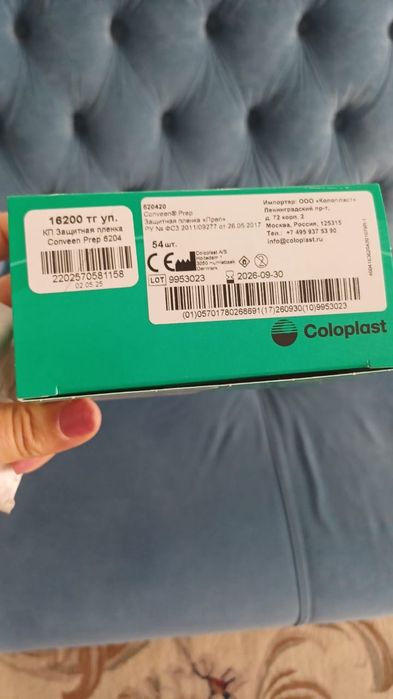 16200 тг уп.
КП Защитная пленка
Conveen Prep 6204
2202570581158
02.05.25
620420
Conveen® Prep
Защитная пленка «Преп»
РУ № ФСЗ 2011/09277 от 26.05.2017
54 шт.
CE
Coloplast A/S
Holtedam 1
3050 Humlebaek
Denmark
LOT 9953023
2026-09-30
(01)05701780268691(17)260930(10)9953023
Импортер: ООО «Колопласт»
Ленинградский пр-т,
д. 72 корп. 2
Москва, Россия, 125315
Тел.: +7 495 937 53 90
info@coloplast.ru
Coloplast